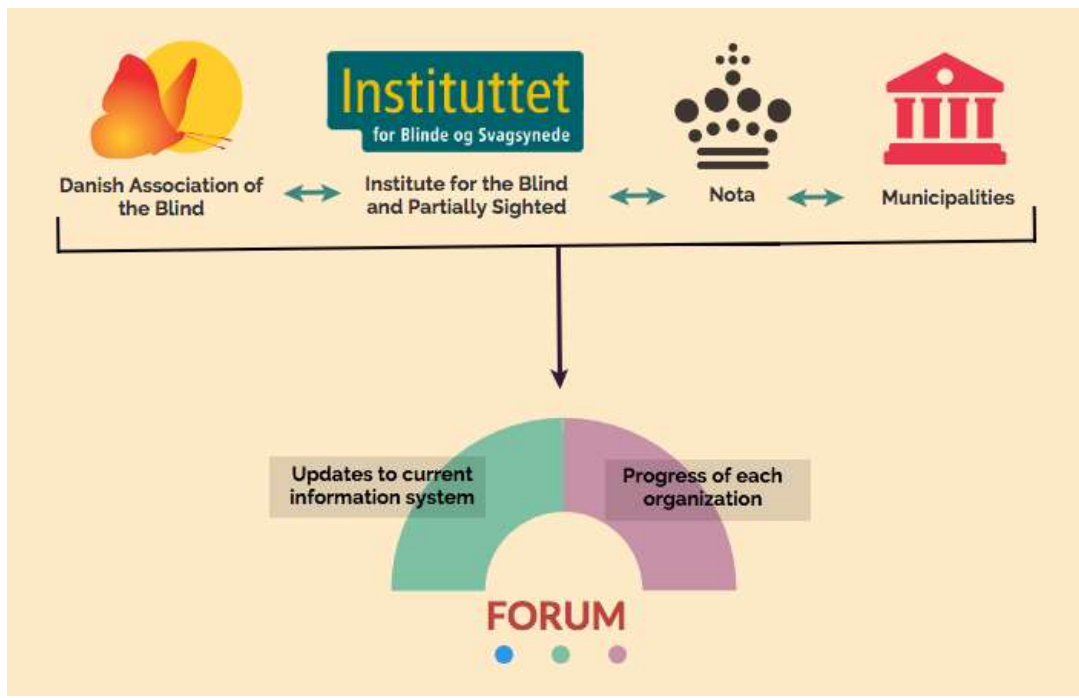 Instituttet
for Blinde og Svagsynede
Danish Association of
the Blind
Institute for the Blind
and Partially Sighted
Nota
Municipalities
Updates to current
information system
Progress of each
organization
FORUM